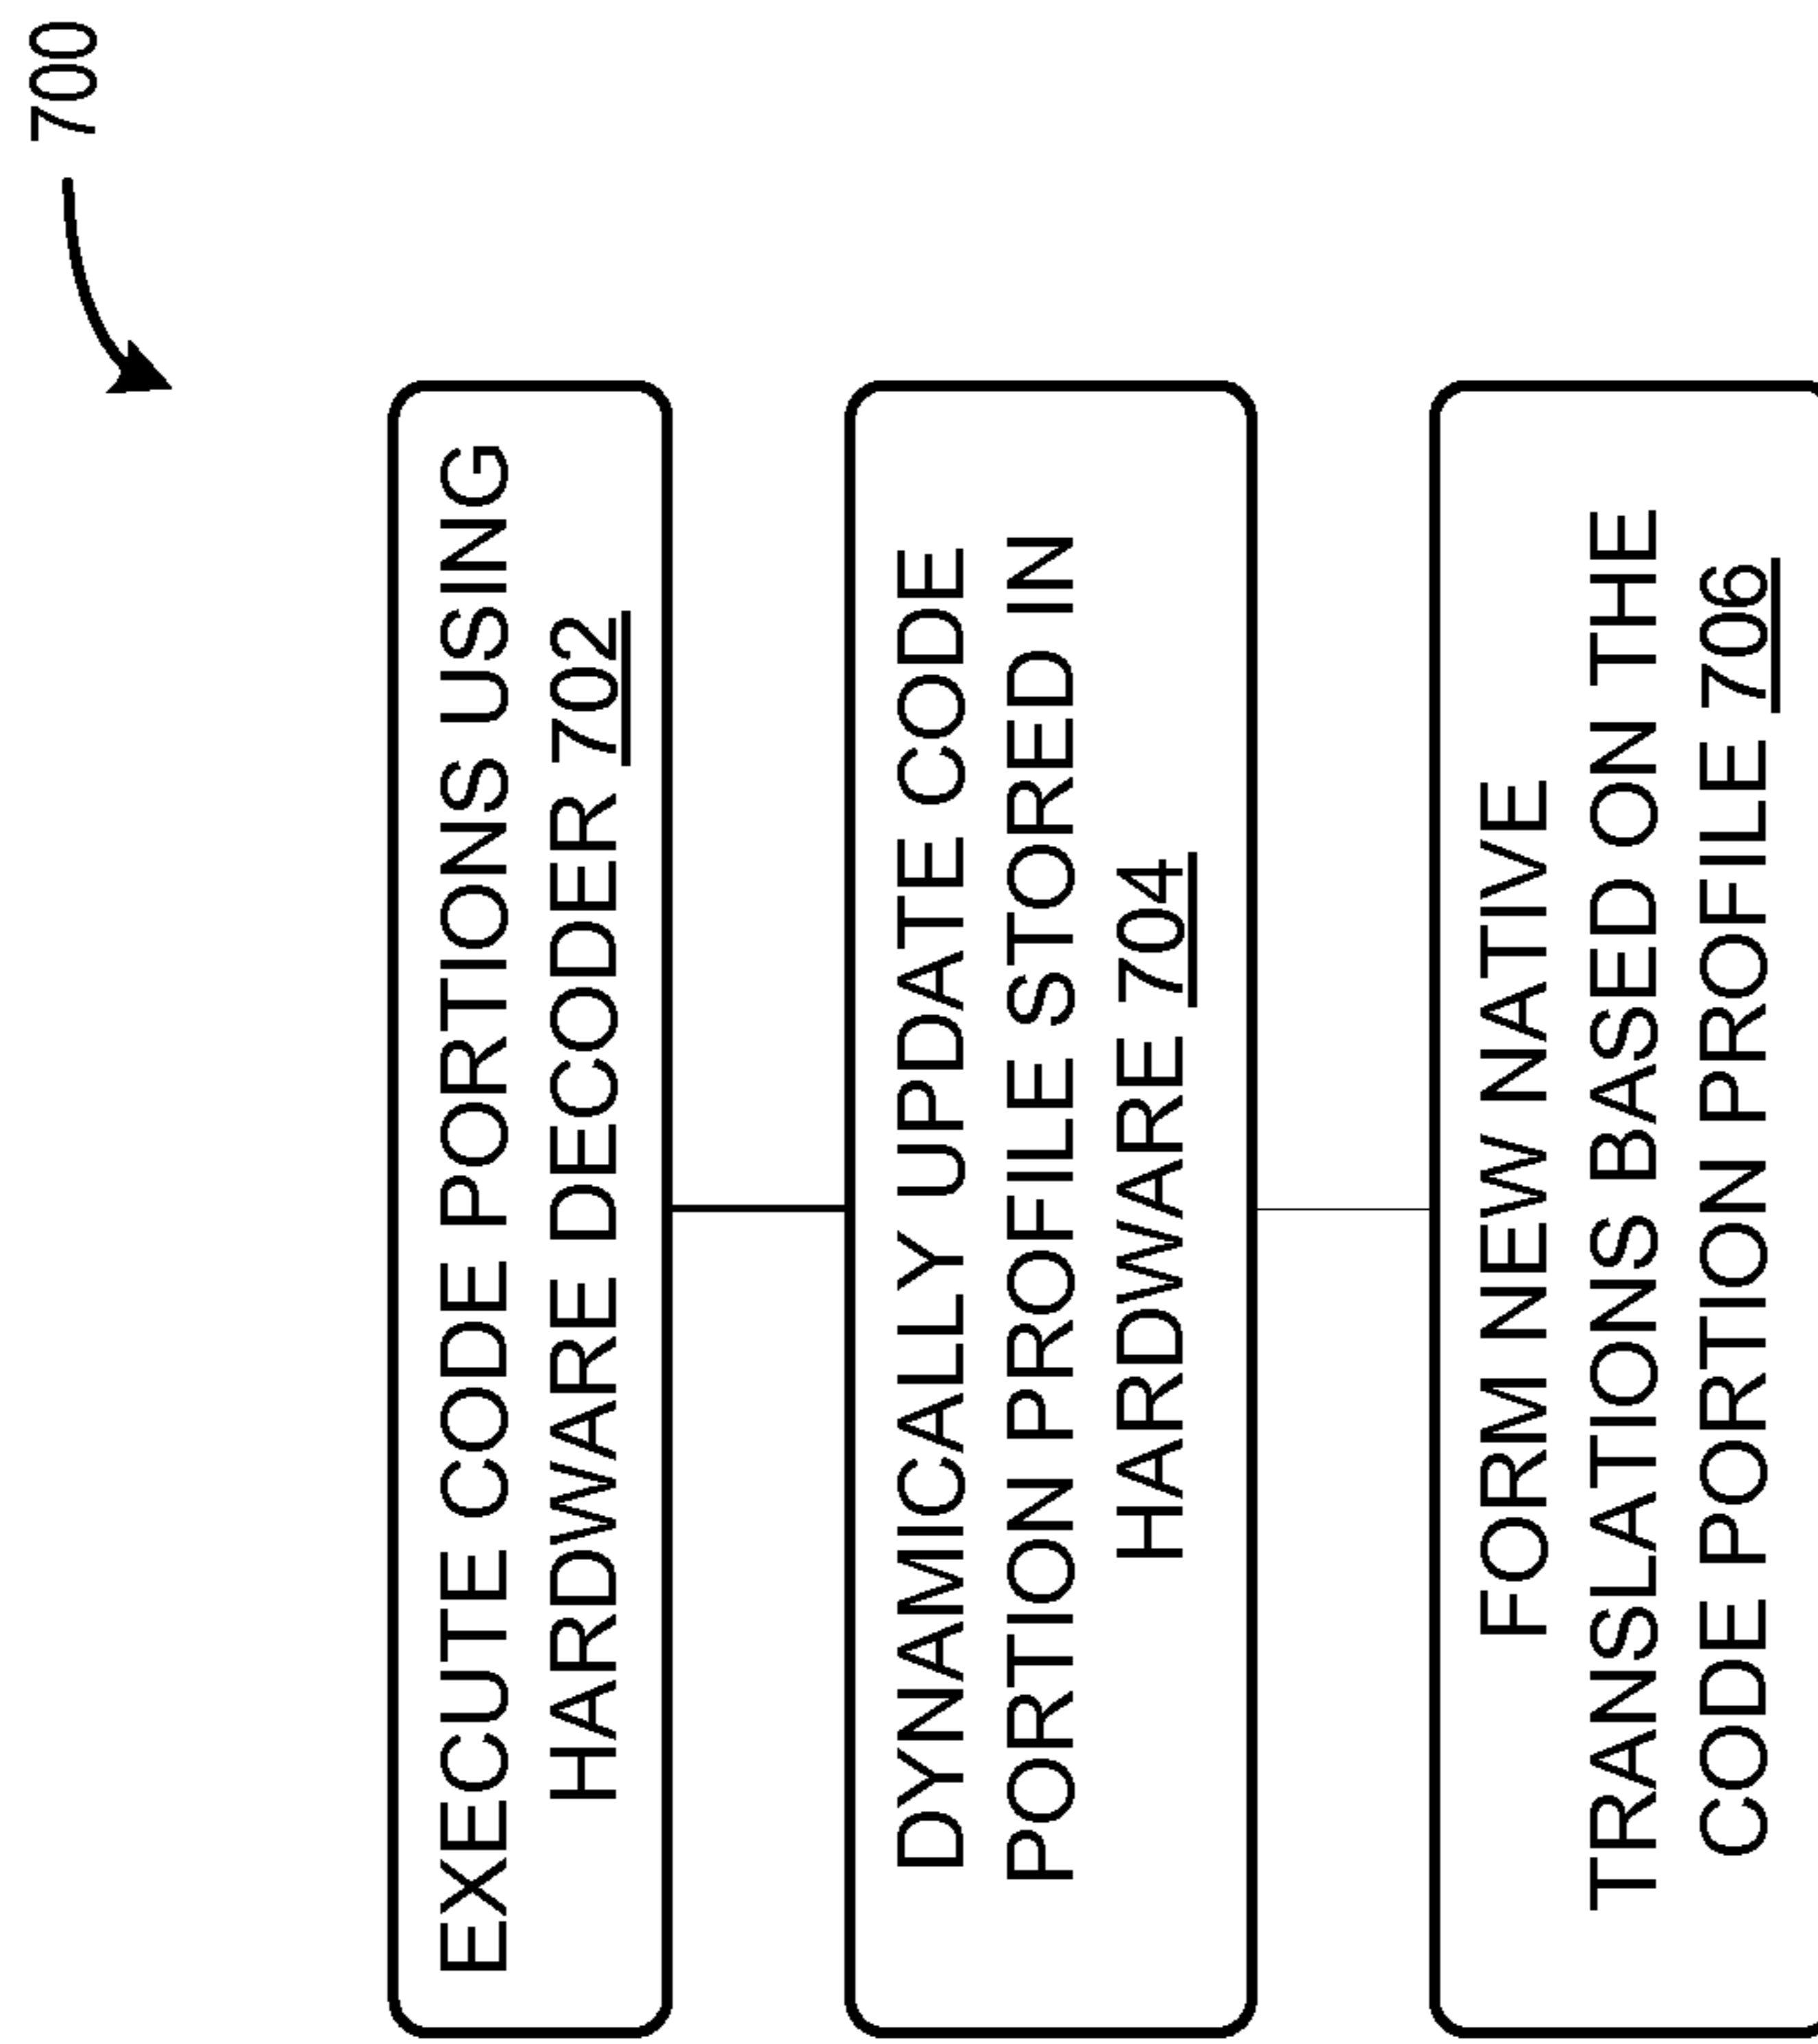 700
EXECUTE CODE PORTIONS USING
HARDWARE DECODER 702
DYNAMICALLY UPDATE CODE
PORTION PROFILE STORED IN
HARDWARE 704
FORM NEW NATIVE
TRANSLATIONS BASED ON THE
CODE PORTION PROFILE 706